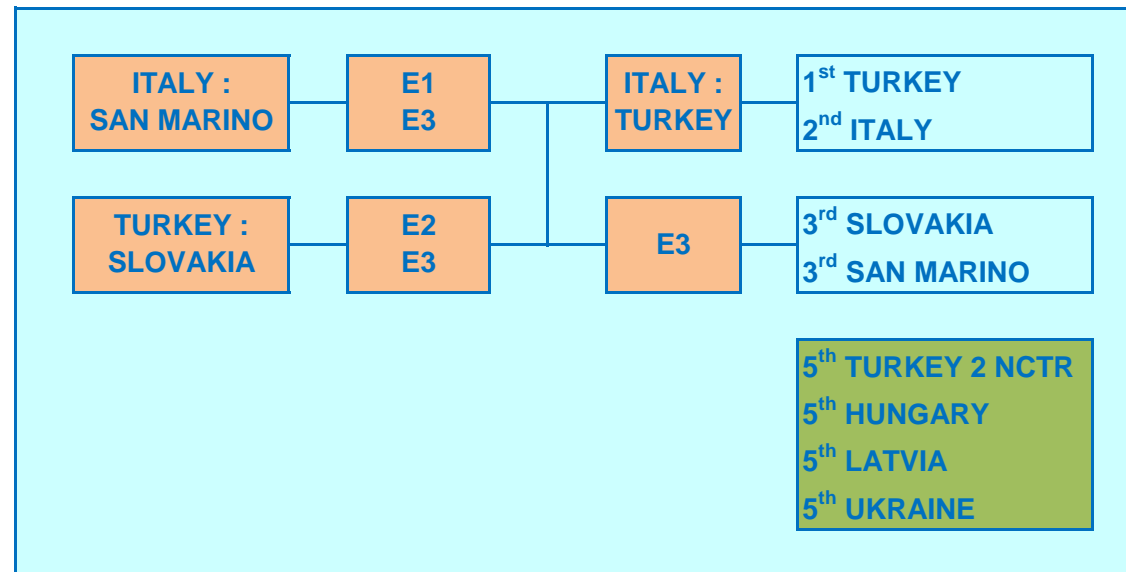 ITALY :
SAN MARINO
E1
E3
ITALY :
TURKEY
1st TURKEY
2nd ITALY
TURKEY :
SLOVAKIA
E2
E3
E3
3rd SLOVAKIA
3rd SAN MARINO
5th TURKEY 2 NCTR
5th HUNGARY
5th LATVIA
5th UKRAINE